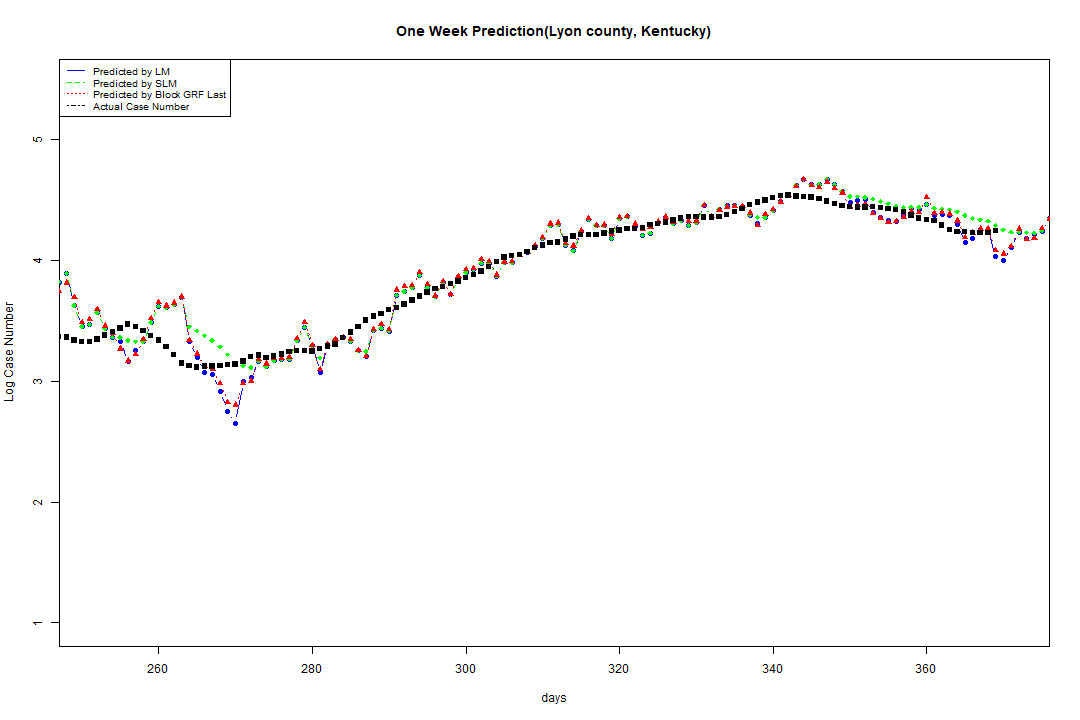 One Week Prediction(Lyon county, Kentucky)
Predicted by LM
Predicted by SLM
Predicted by Block GRF Last
Actual Case Number
5
4
3
2
1
Log Case Number
260 280 300 320 340 360
days